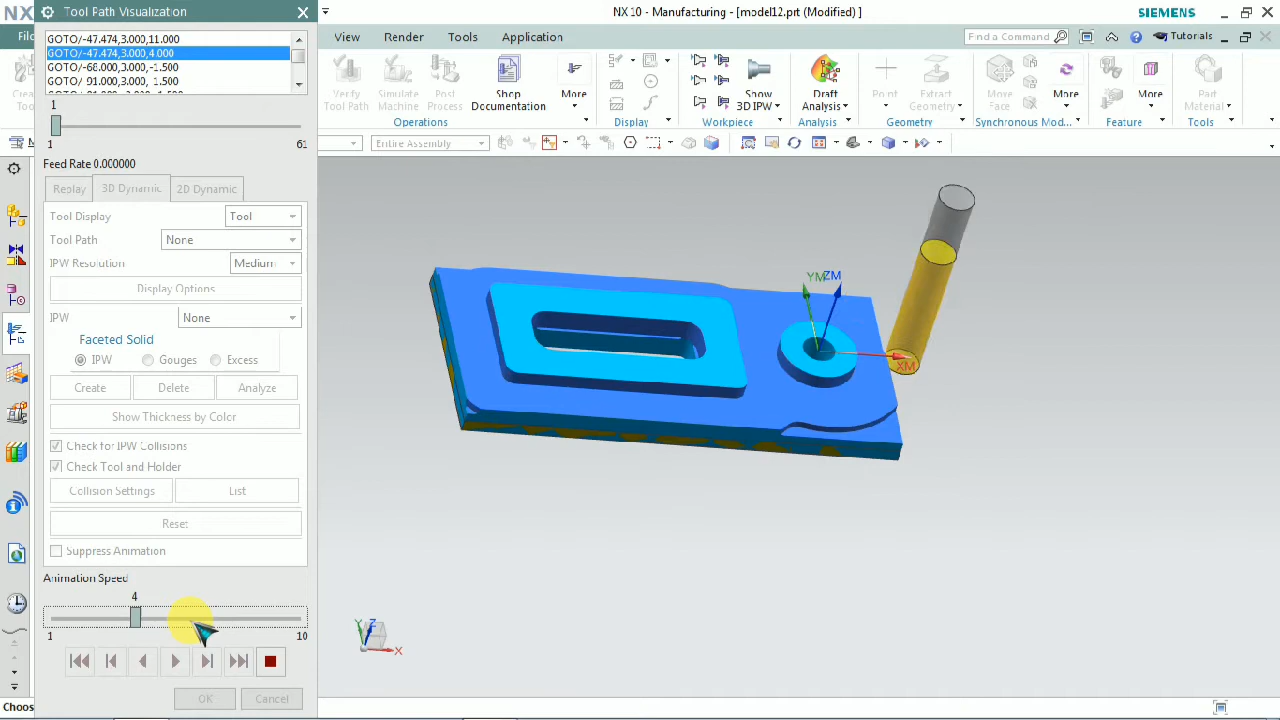 NX
Tool Path Visualization
NX 10 - Manufacturing - [model12.prt (Modified) ]
SIEMENS
GOTO/-47.474,3.000,11.000
GOTO/-47.474,3.000,4.000
GOTO/-68.000,3.000,-1.500
GOTO/-91.000,3.000,-1.500
View
Render
Tools
Application
Find a Command
Tutorials
Verify Tool Path
Simulate Machine
Post Process
Shop Documentation
More
Show 3D IPW
Draft Analysis
Point
Extract Geometry
Move Face
More
More
Part Material
Operations
Display
Workpiece
Analysis
Geometry
Synchronous Mod...
Feature
Tools
Entire Assembly
1
1
61
Feed Rate 0.000000
Replay
3D Dynamic
2D Dynamic
Tool Display
Tool
Tool Path
None
IPW Resolution
Medium
Display Options
IPW
None
Faceted Solid
IPW
Gouges
Excess
Create
Delete
Analyze
Show Thickness by Color
Check for IPW Collisions
Check Tool and Holder
Collision Settings
List
Reset
Suppress Animation
Animation Speed
4
1
10
OK
Cancel
Choos
YM
ZM
XM
Y
Z
X